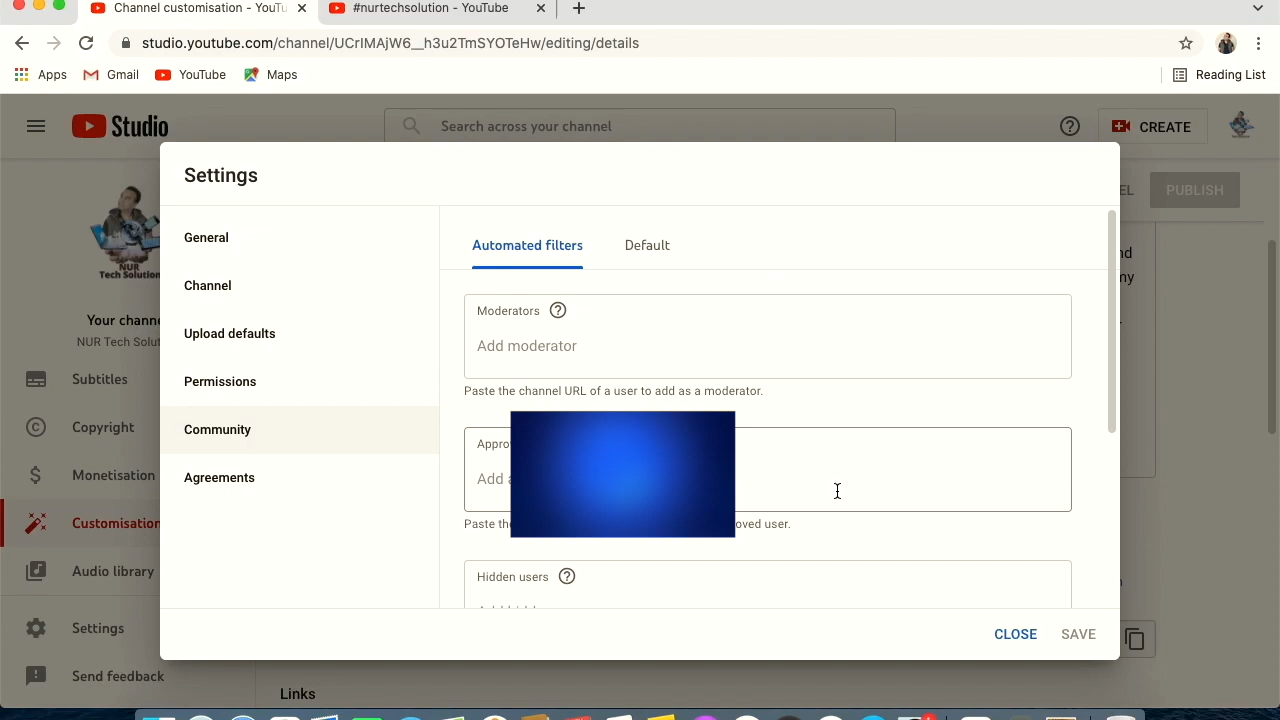 Channel customisation - YouTu
#nurtechsolution - YouTube
studio.youtube.com/channel/UCrIMAjW6__h3u2TmSYOTeHw/editing/details
Apps
Gmail
YouTube
Maps
Reading List
Studio
Search across your channel
CREATE
Settings
EL
PUBLISH
General
Automated filters
Default
Channel
Moderators
Add moderator
Paste the channel URL of a user to add as a moderator.
NUR
Tech Solution
Your chann
NUR Tech Solut
Upload defaults
Subtitles
Permissions
Copyright
Community
Appro
Add a
Paste th
oved user.
Monetisation
Agreements
Customisation
Hidden users
Audio library
nd
my
Settings
CLOSE
SAVE
Send feedback
Links